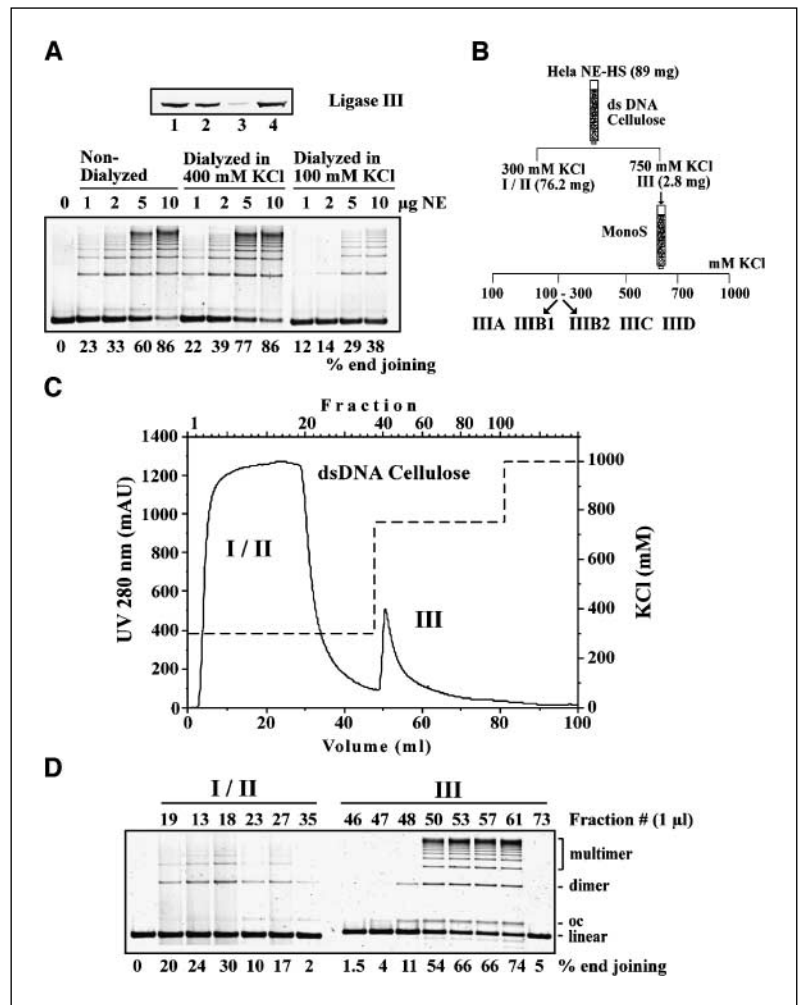 A
Ligase III
1 2 3 4
Non-Dialyzed
Dialyzed in 400 mM KCl
Dialyzed in 100 mM KCl
0 1 2 5 10 1 2 5 10 1 2 5 10 µg NE
0 23 33 60 86 22 39 77 86 12 14 29 38
% end joining
B
Hela NE-HS (89 mg)
ds DNA
Cellulose
300 mM KCl
I / II (76.2 mg)
750 mM KCl
III (2.8 mg)
MonoS
mM KCl
100 100 - 300 500 700 1000
IIIA IIIB1 IIIB2 IIIC IIID
C
Fraction
1 20 40 60 100
dsDNA Cellulose
UV 280 nm (mAU)
1400
1200
1000
800
600
400
200
0
I / II
III
KCl (mM)
1000
800
600
400
200
0
0 20 40 60 80 100
Volume (ml)
D
I / II III
19 13 18 23 27 35 46 47 48 50 53 57 61 73 Fraction # (1 µl)
multimer
dimer
oc
linear
0 20 24 30 10 17 2 1.5 4 11 54 66 66 74 5 % end joining